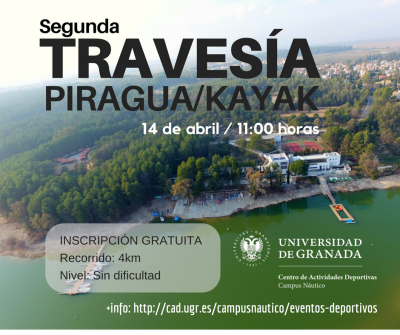 Segunda
TRAVESÍA
PIRAGUA/KAYAK
14 de abril / 11:00 horas
INSCRIPCIÓN GRATUITA
Recorrido: 4km
Nivel: Sin dificultad
UNIVERSIDAD
DE GRANADA
Centro de Actividades Deportivas
Campus Náutico
+info: http://cad.ugr.es/campusnautico/eventos-deportivos